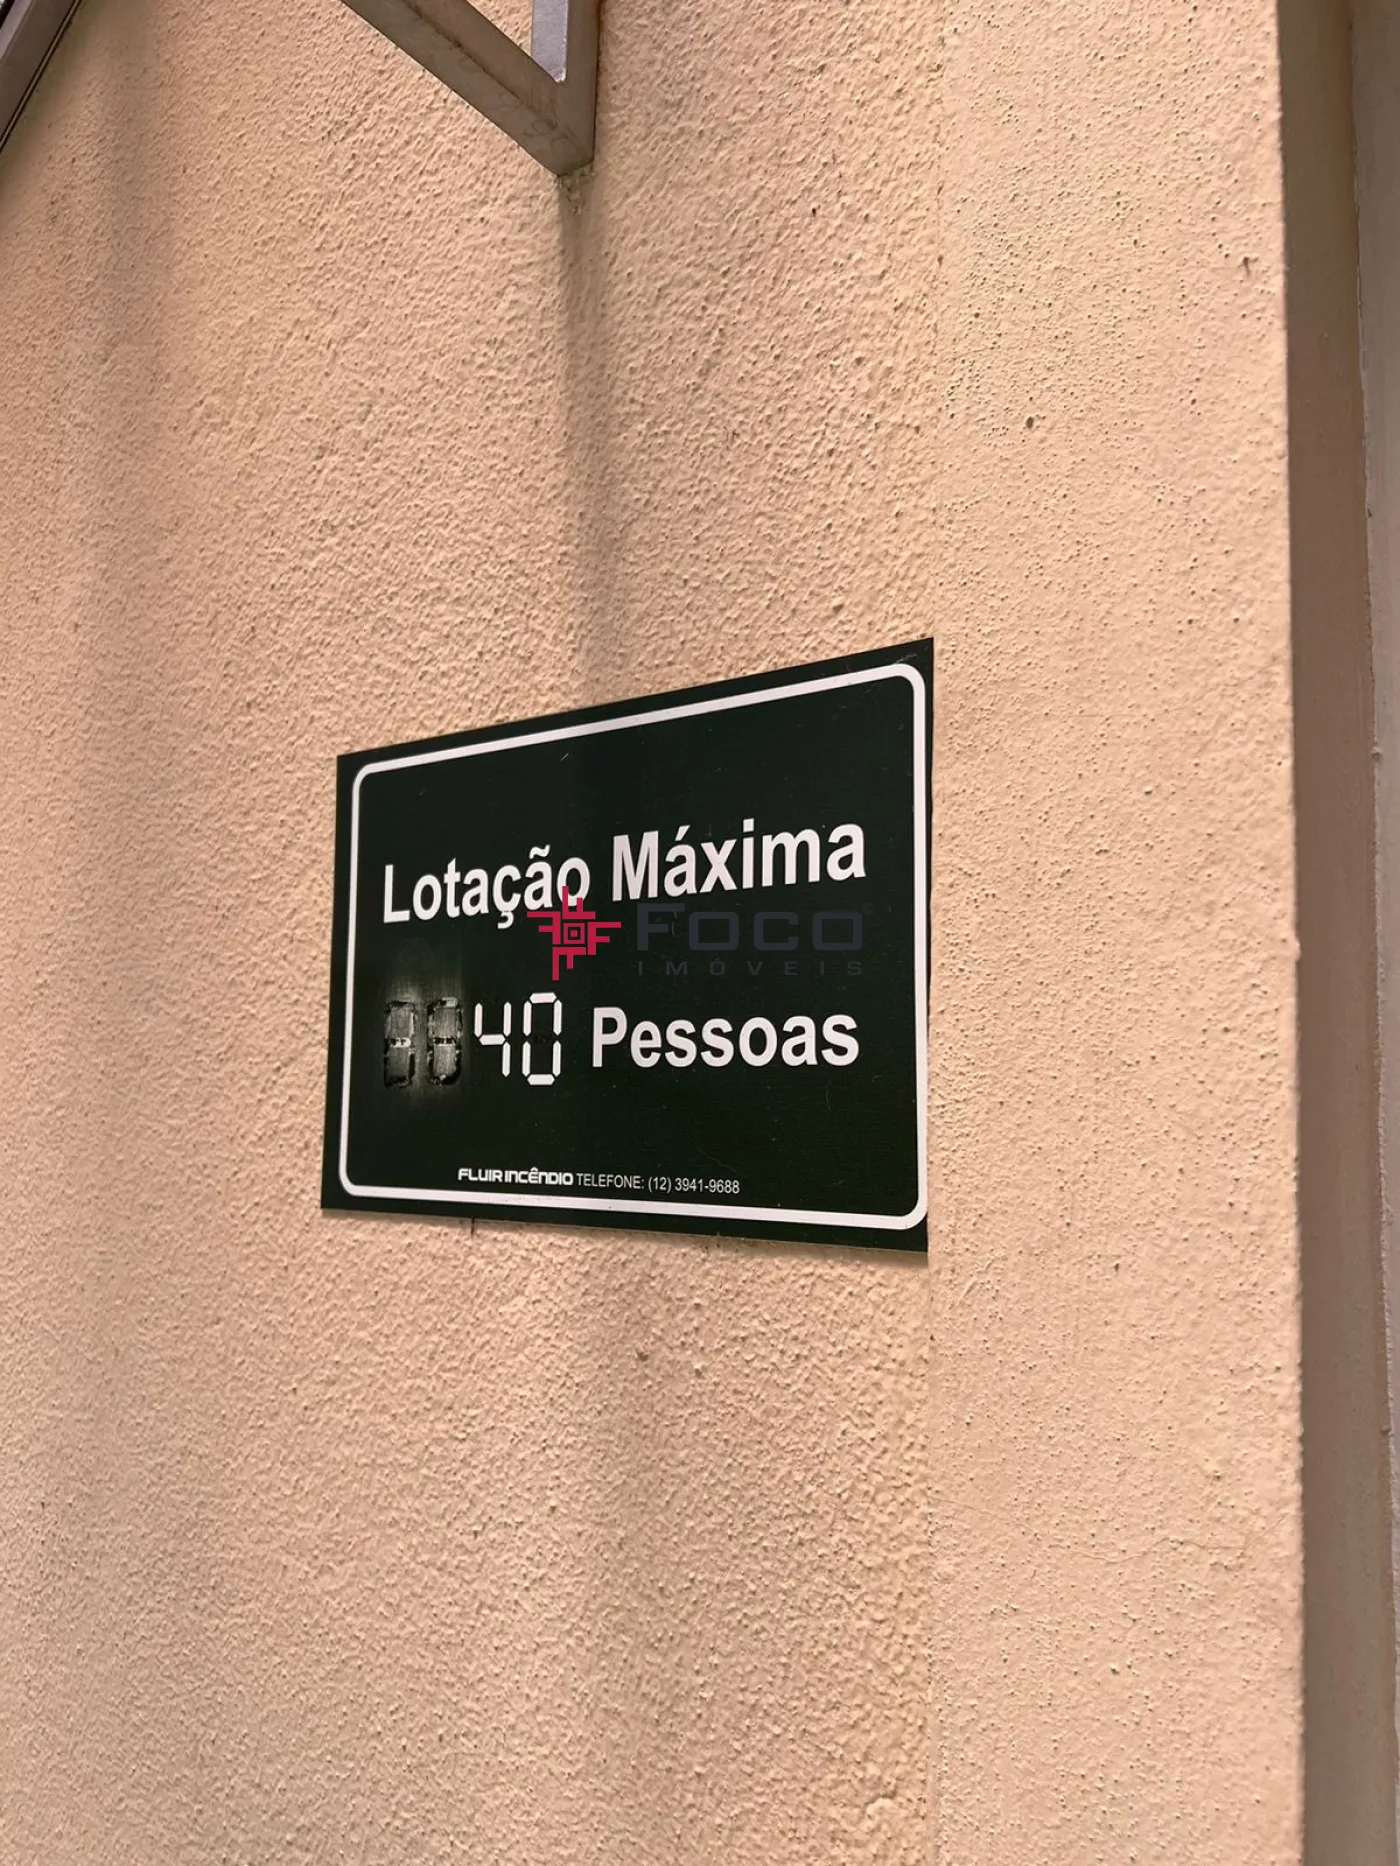 Lotação Máxima
FOCO
IMÓVEIS
40 Pessoas
FLUIR INCÊNDIO TELEFONE: (12) 3941-9688